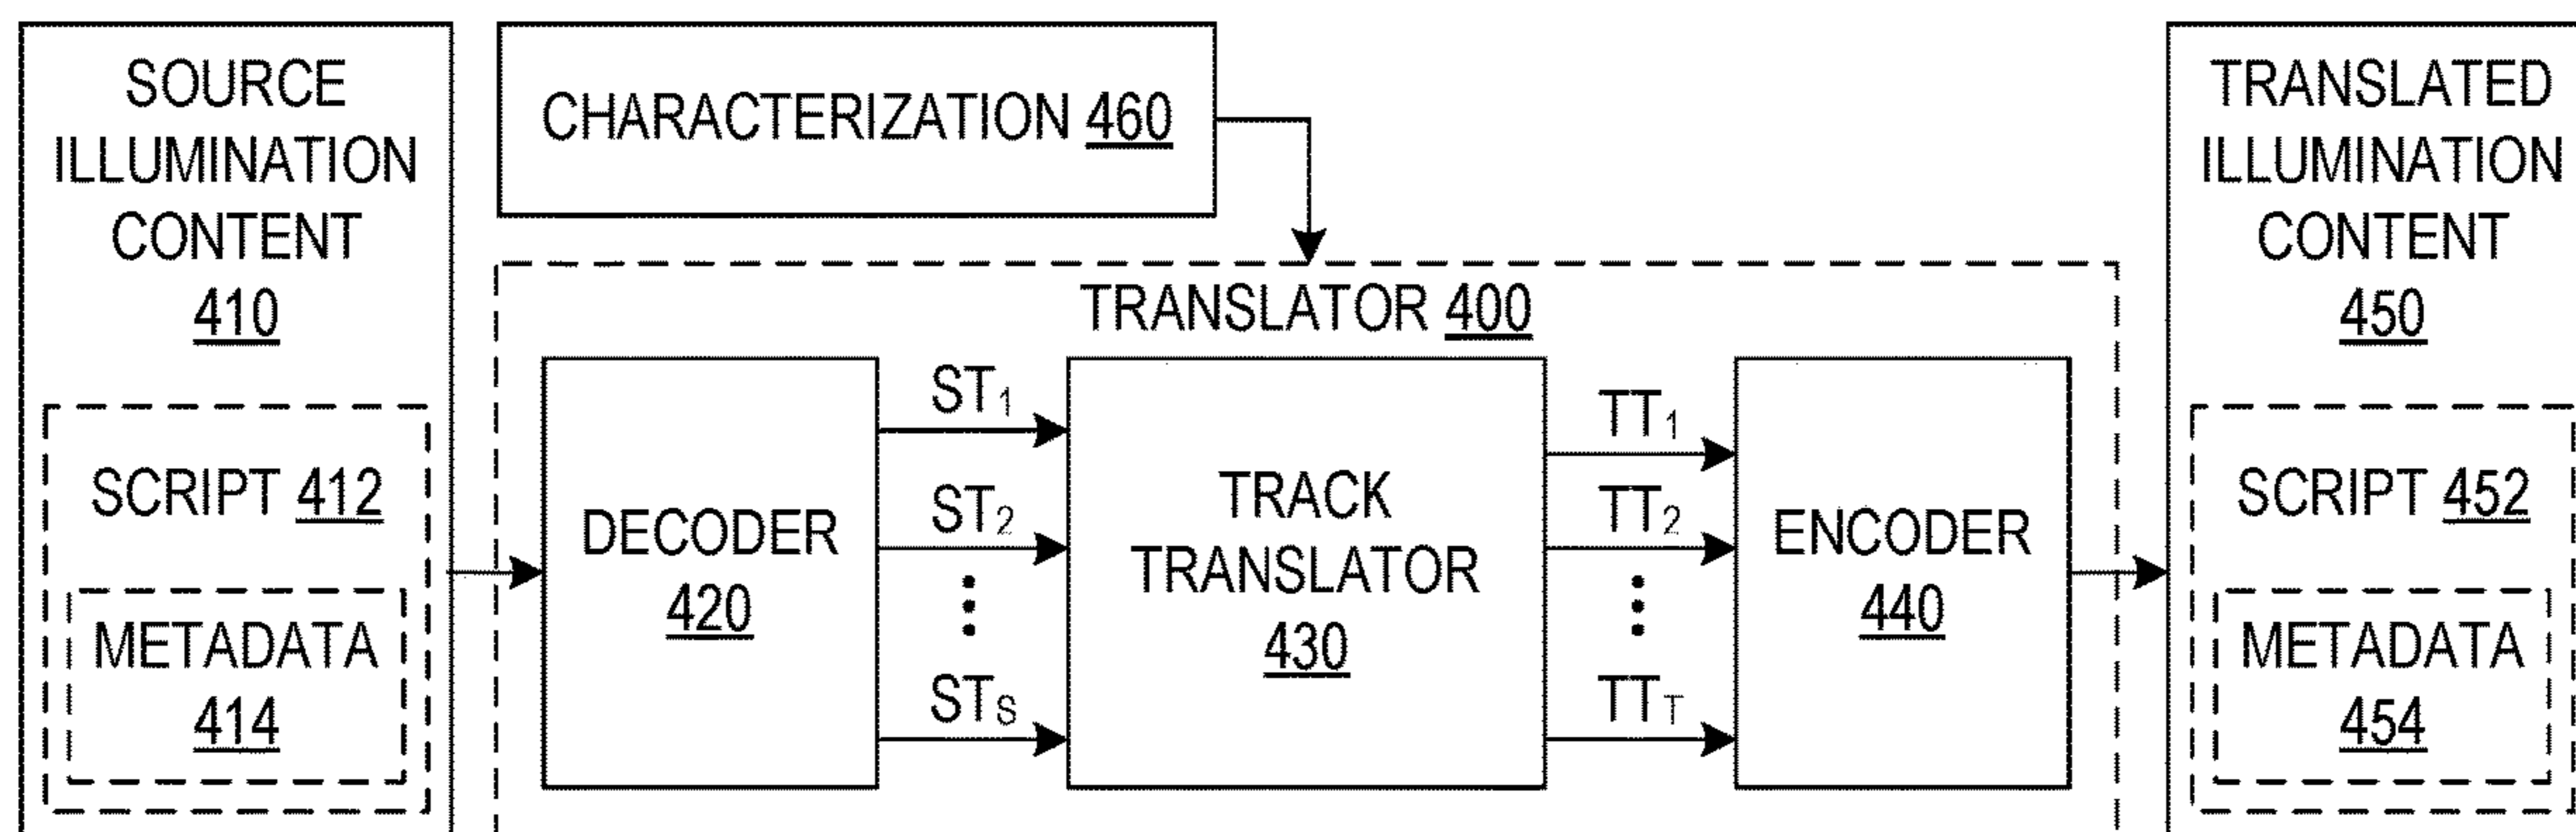 SOURCE
ILLUMINATION
CONTENT
410
SCRIPT 412
METADATA
414
CHARACTERIZATION 460
TRANSLATOR 400
DECODER
420
ST₁
ST₂
STₛ
TRACK
TRANSLATOR
430
TT₁
TT₂
TT_T
ENCODER
440
TRANSLATED
ILLUMINATION
CONTENT
450
SCRIPT 452
METADATA
454